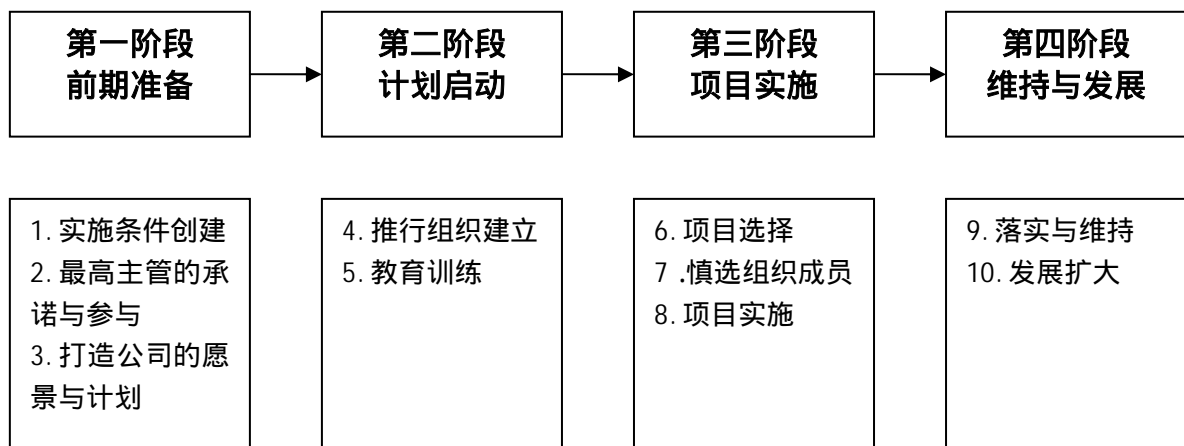 第一阶段
前期准备
第二阶段
计划启动
第三阶段
项目实施
第四阶段
维持与发展
1.实施条件创建
2.最高主管的承
诺与参与
3.打造公司的愿
景与计划
4.推行组织建立
5.教育训练
6.项目选择
7.慎选组织成员
8.项目实施
9.落实与维持
10.发展扩大